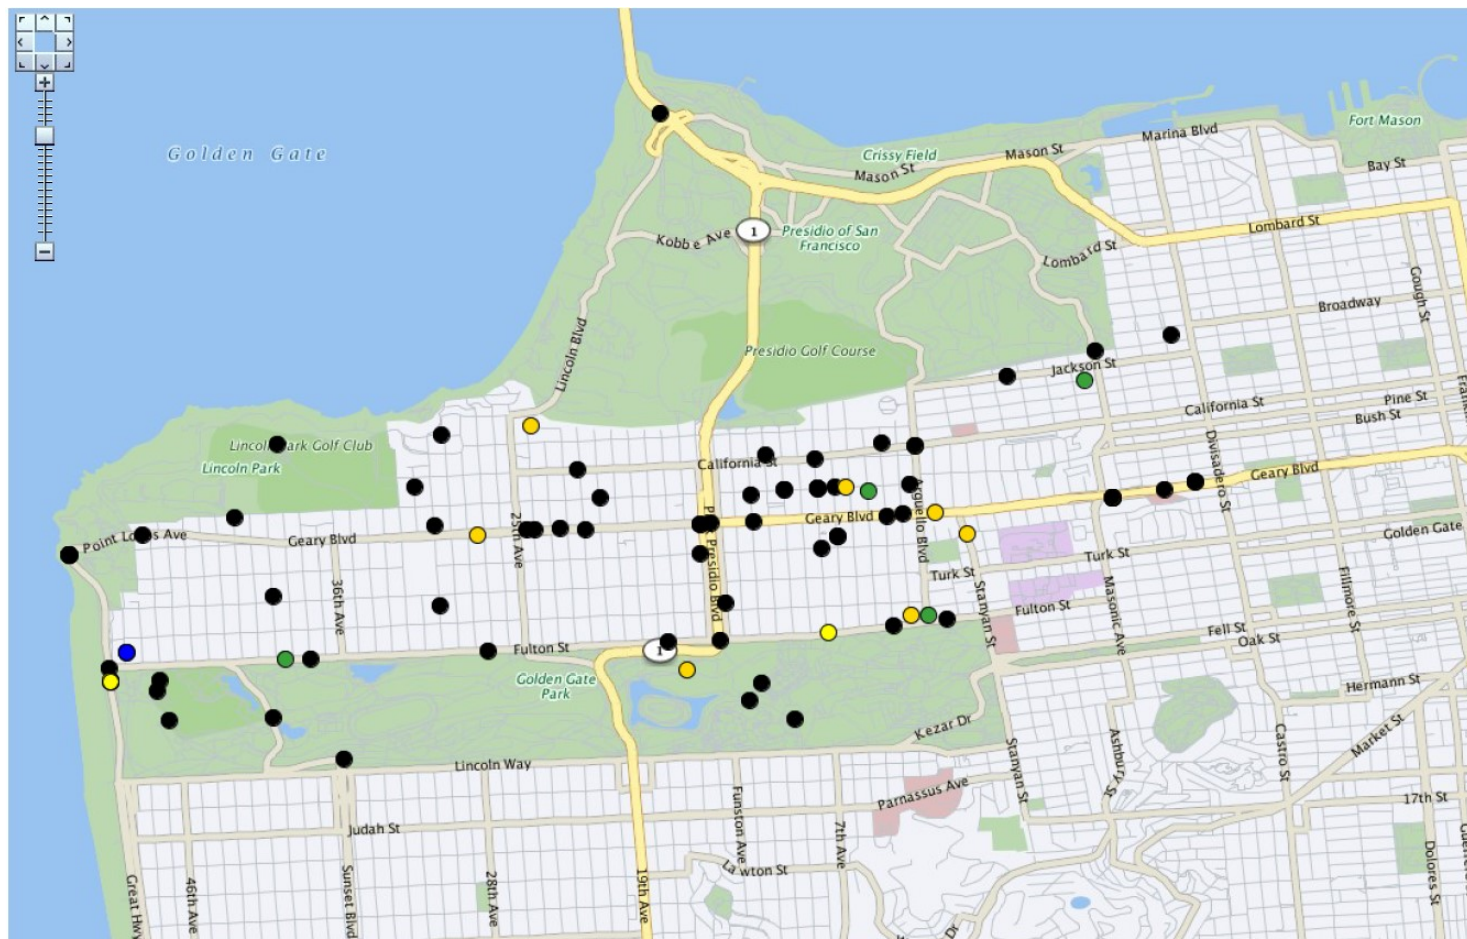 Golden Gate
Fort Mason
Marina Blvd
Bay St
Crissy Field
Mason St
Mason St
Lombard St
1
Presidio of San
Francisco
Kobbe Ave
Lombard St
Gough St
Broadway
Lincoln Blvd
Presidio Golf Course
Jackson St
California St
Pine St
Bush St
Lincoln Park Golf Club
Lincoln Park
California St
Divisadero St
Geary Blvd
Geary Blvd
Arguello Blvd
25th Ave
Point Lobos Ave
Geary Blvd
Golden Gate
Turk St
Turk St
36th Ave
Masonic Ave
Fillmore St
Stanyan St
Fulton St
Fulton St
1
Fell St
Oak St
Golden Gate
Park
Hermann St
Kezar Dr
Market St
Castro St
Ashbury St
Stanyan St
Lincoln Way
Parnassus Ave
17th St
Funston Ave
7th Ave
Judah St
Lawton St
Dolores St
Great Hwy
46th Ave
Sunset Blvd
28th Ave
19th Ave
Dr